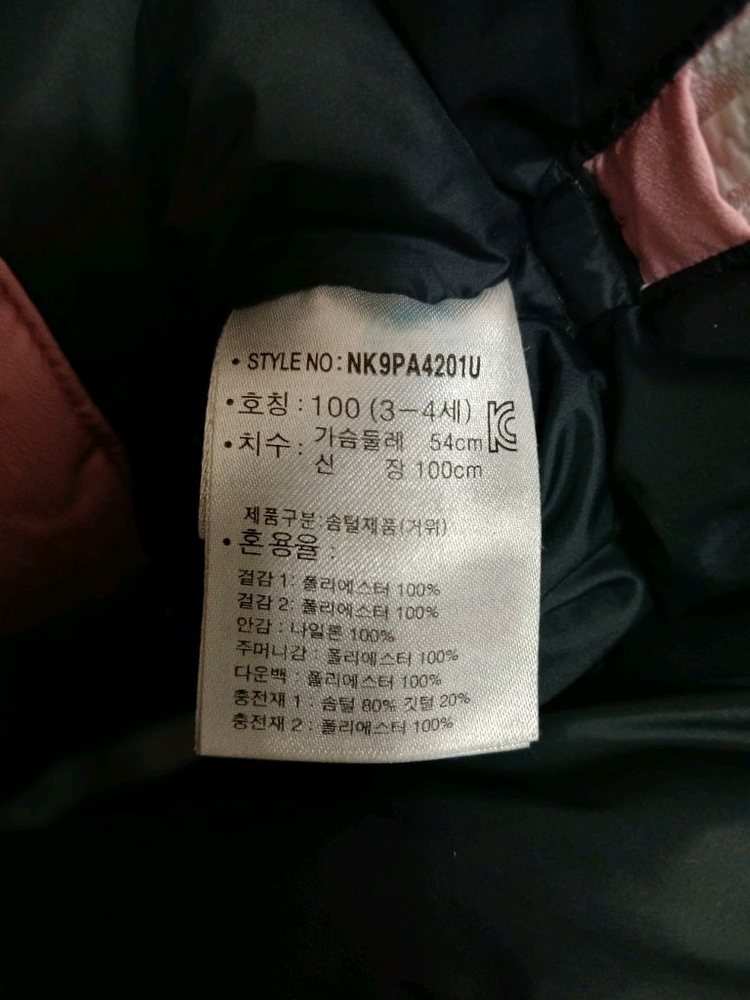 • STYLE NO : NK9PA4201U
• 호칭 : 100 (3-4세)
• 치수 : 가슴둘레 54cm
신 장 100cm
제품구분:솜털제품(거위)
• 혼용율 :
겉감 1: 폴리에스터 100%
겉감 2: 폴리에스터 100%
안감 : 나일론 100%
주머니감 : 폴리에스터 100%
다운백 : 폴리에스터 100%
충전재 1 : 솜털 80% 깃털 20%
충전재 2 : 폴리에스터 100%